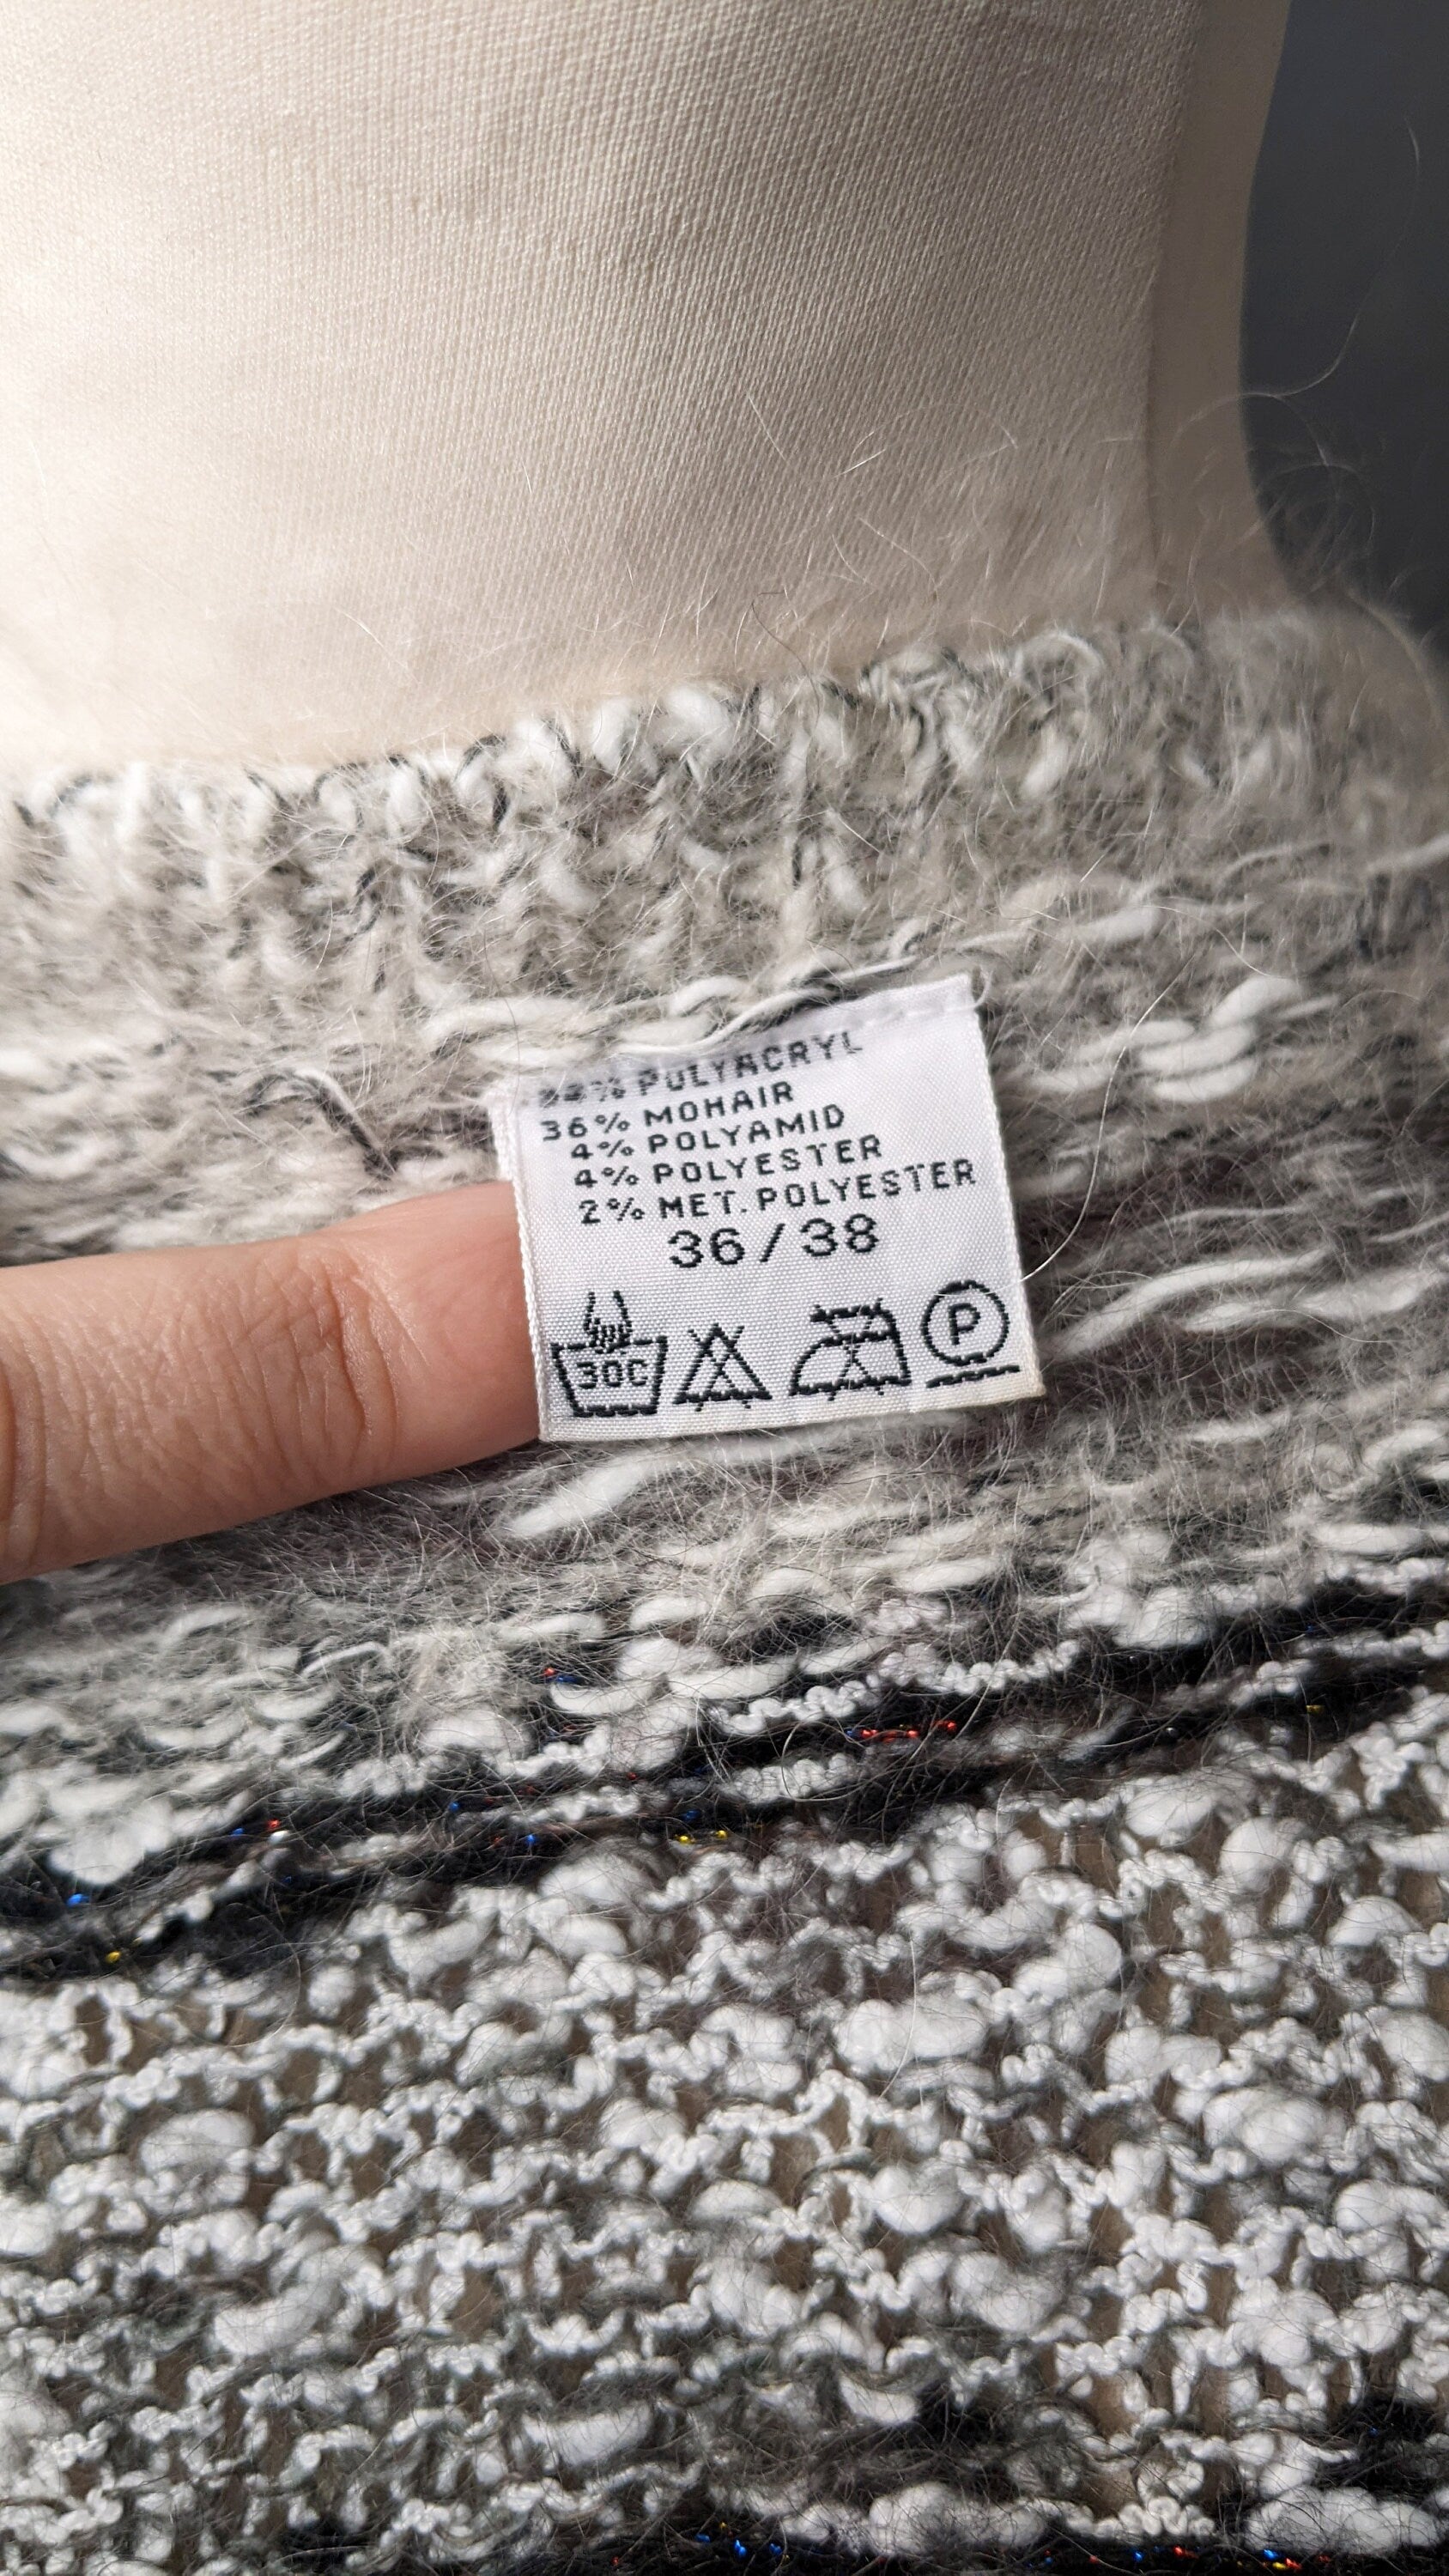 POLYACRYL
36% MOHAIR
4% POLYAMID
4% POLYESTER
2% MET. POLYESTER
36/38
30C
P